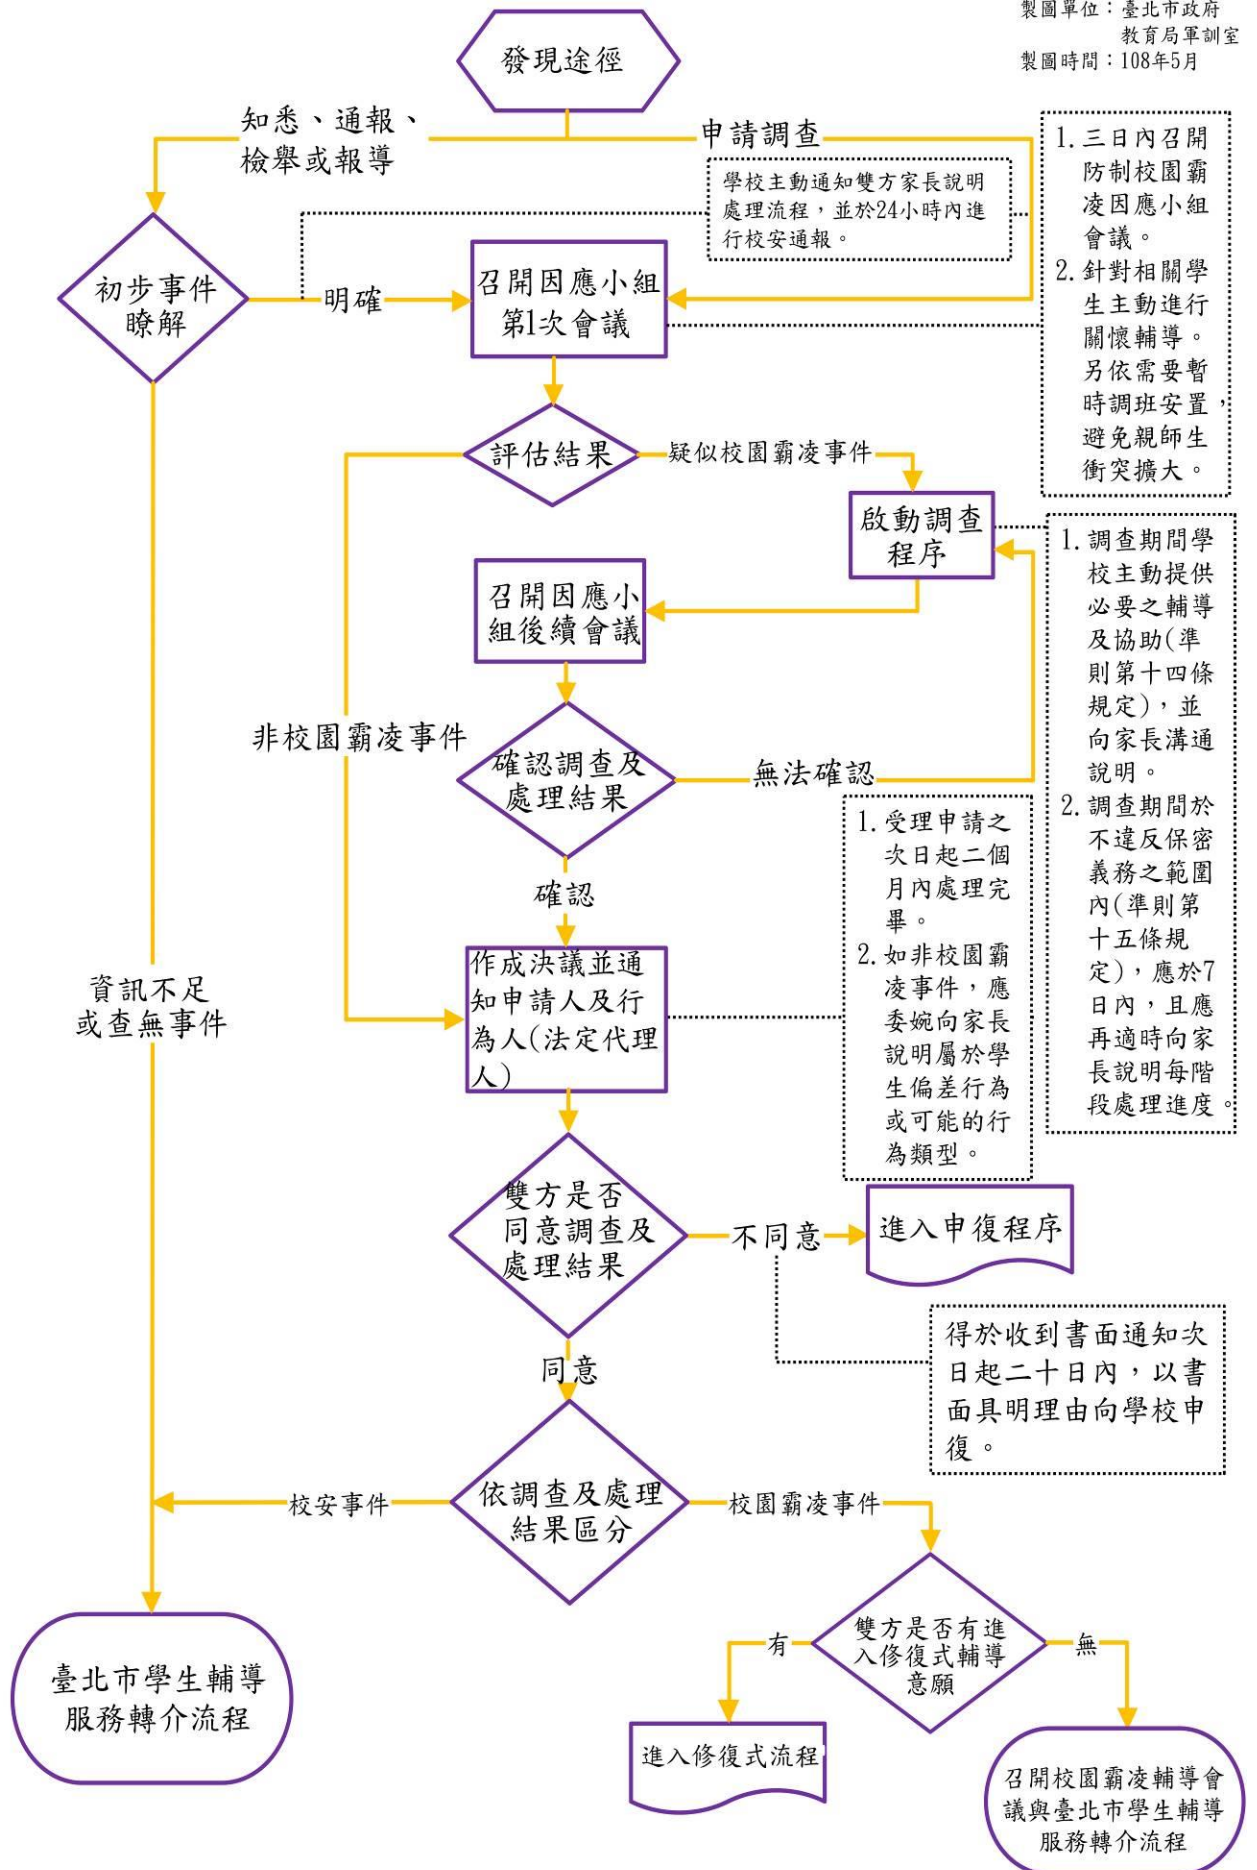 製圖單位：臺北市政府
教育局軍訓室
製圖時間：108年5月
發現途徑
知悉、通報、
檢舉或報導
申請調查
學校主動通知雙方家長說明
處理流程，並於24小時內進
行校安通報。
1. 三日內召開
防制校園霸
凌因應小組
會議。
2. 針對相關學
生主動進行
關懷輔導。
另依需要暫
時調班安置，
避免親師生
衝突擴大。
初步事件
瞭解
明確
召開因應小組
第1次會議
評估結果
疑似校園霸凌事件
啟動調查
程序
1. 調查期間學
校主動提供
必要之輔導
及協助(準
則第十四條
規定)，並
向家長溝通
說明。
2. 調查期間於
不違反保密
義務之範圍
內(準則第
十五條規
定)，應於7
日內，且應
再適時向家
長說明每階
段處理進度。
召開因應小
組後續會議
非校園霸凌事件
確認調查及
處理結果
無法確認
確認
1. 受理申請之
次日起二個
月內處理完
畢。
2. 如非校園霸
凌事件，應
委婉向家長
說明屬於學
生偏差行為
或可能的行
為類型。
資訊不足
或查無事件
作成決議並通
知申請人及行
為人(法定代理
人)
雙方是否
同意調查及
處理結果
不同意
進入申復程序
得於收到書面通知次
日起二十日內，以書
面具明理由向學校申
復。
同意
依調查及處理
結果區分
校安事件
校園霸凌事件
雙方是否有進
入修復式輔導
意願
有
無
臺北市學生輔導
服務轉介流程
進入修復式流程
召開校園霸凌輔導會
議與臺北市學生輔導
服務轉介流程